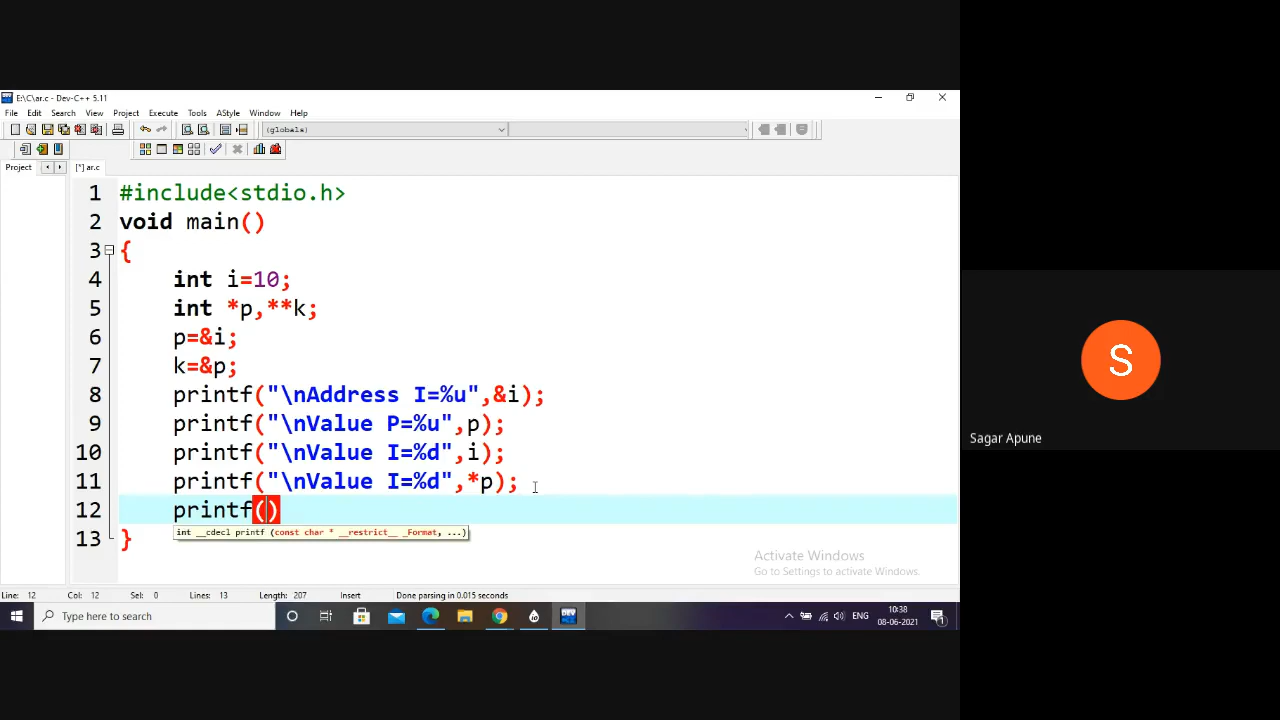 E:\C\ar.c - Dev-C++ 5.11
File Edit Search View Project Execute Tools AStyle Window Help
(globals)
Project [*] ar.c
1 #include<stdio.h>
2 void main()
3 {
4 int i=10;
5 int *p,**k;
6 p=&i;
7 k=&p;
8 printf("\nAddress I=%u",&i);
9 printf("\nValue P=%u",p);
10 printf("\nValue I=%d",i);
11 printf("\nValue I=%d",*p);
12 printf()
int __cdecl printf (const char * __restrict__ _Format, ...)
13 }
Activate Windows
Go to Settings to activate Windows.
Line: 12 Col: 12 Sel: 0 Lines: 13 Length: 207 Insert Done parsing in 0.015 seconds
Type here to search
DEV
ENG
10:38
08-06-2021
1
S
Sagar Apune